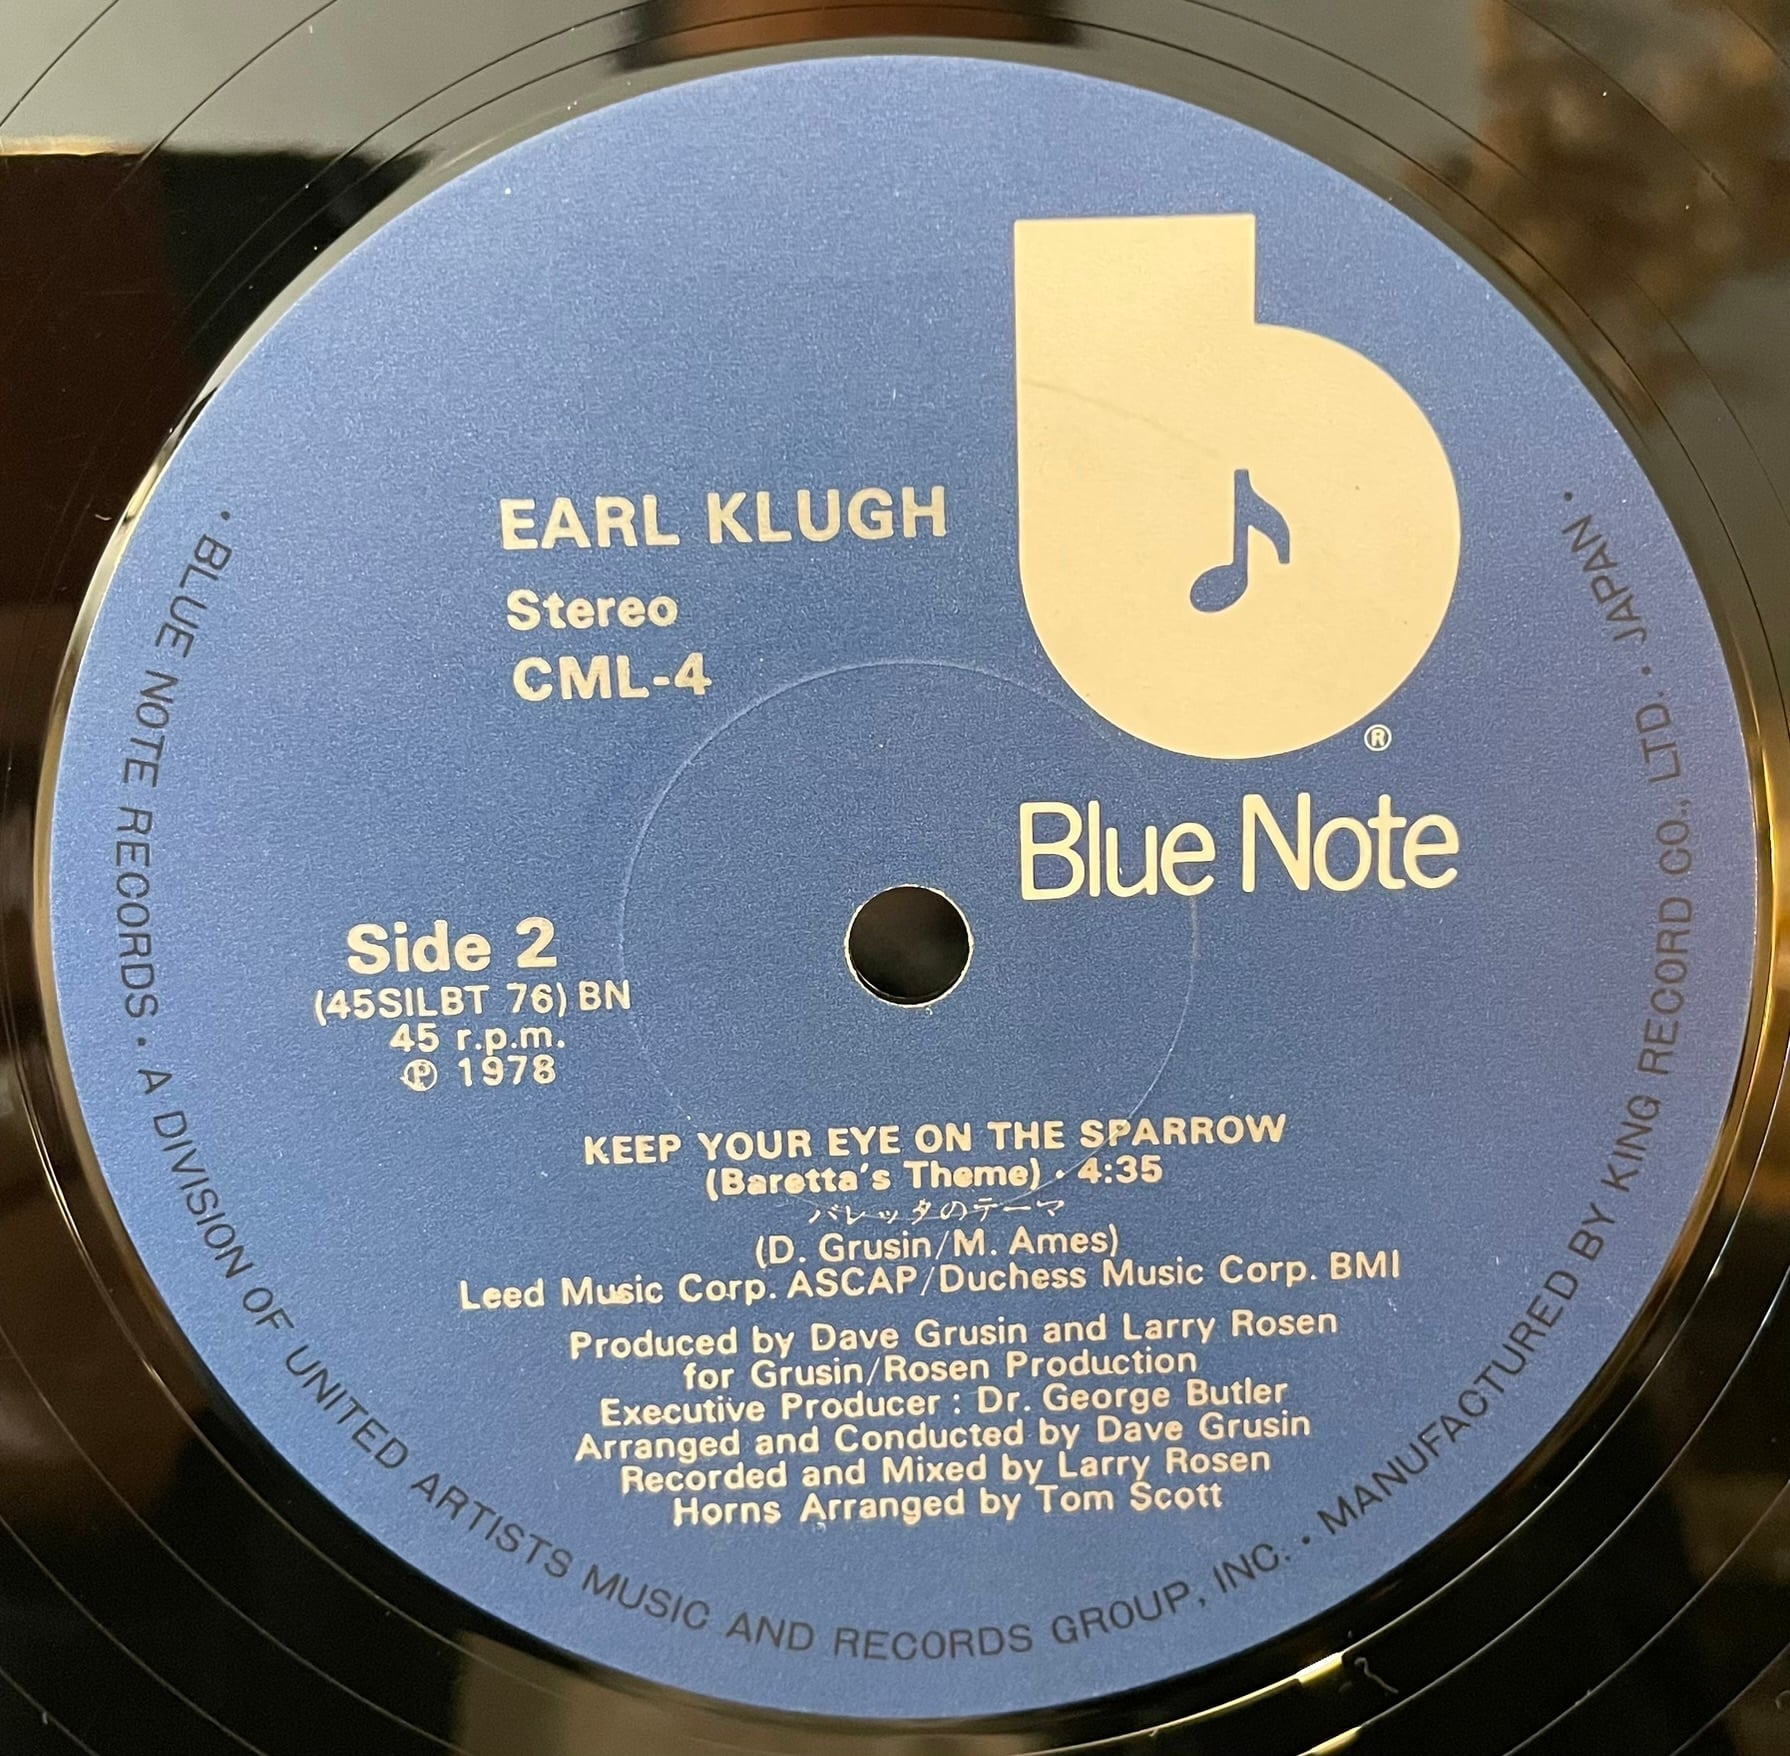 EARL KLUGH
Stereo
CML-4
®
Blue Note
Side 2
(45SILBT 76) BN
45 r.p.m.
℗ 1978
KEEP YOUR EYE ON THE SPARROW
(Baretta's Theme) · 4:35
バレッタのテーマ
(D. Grusin/M. Ames)
Leed Music Corp. ASCAP/Duchess Music Corp. BMI
Produced by Dave Grusin and Larry Rosen
for Grusin/Rosen Production
Executive Producer : Dr. George Butler
Arranged and Conducted by Dave Grusin
Recorded and Mixed by Larry Rosen
Horns Arranged by Tom Scott
· BLUE NOTE RECORDS · A DIVISION OF UNITED ARTISTS MUSIC AND RECORDS GROUP, INC. · MANUFACTURED BY KING RECORD CO., LTD. · JAPAN ·